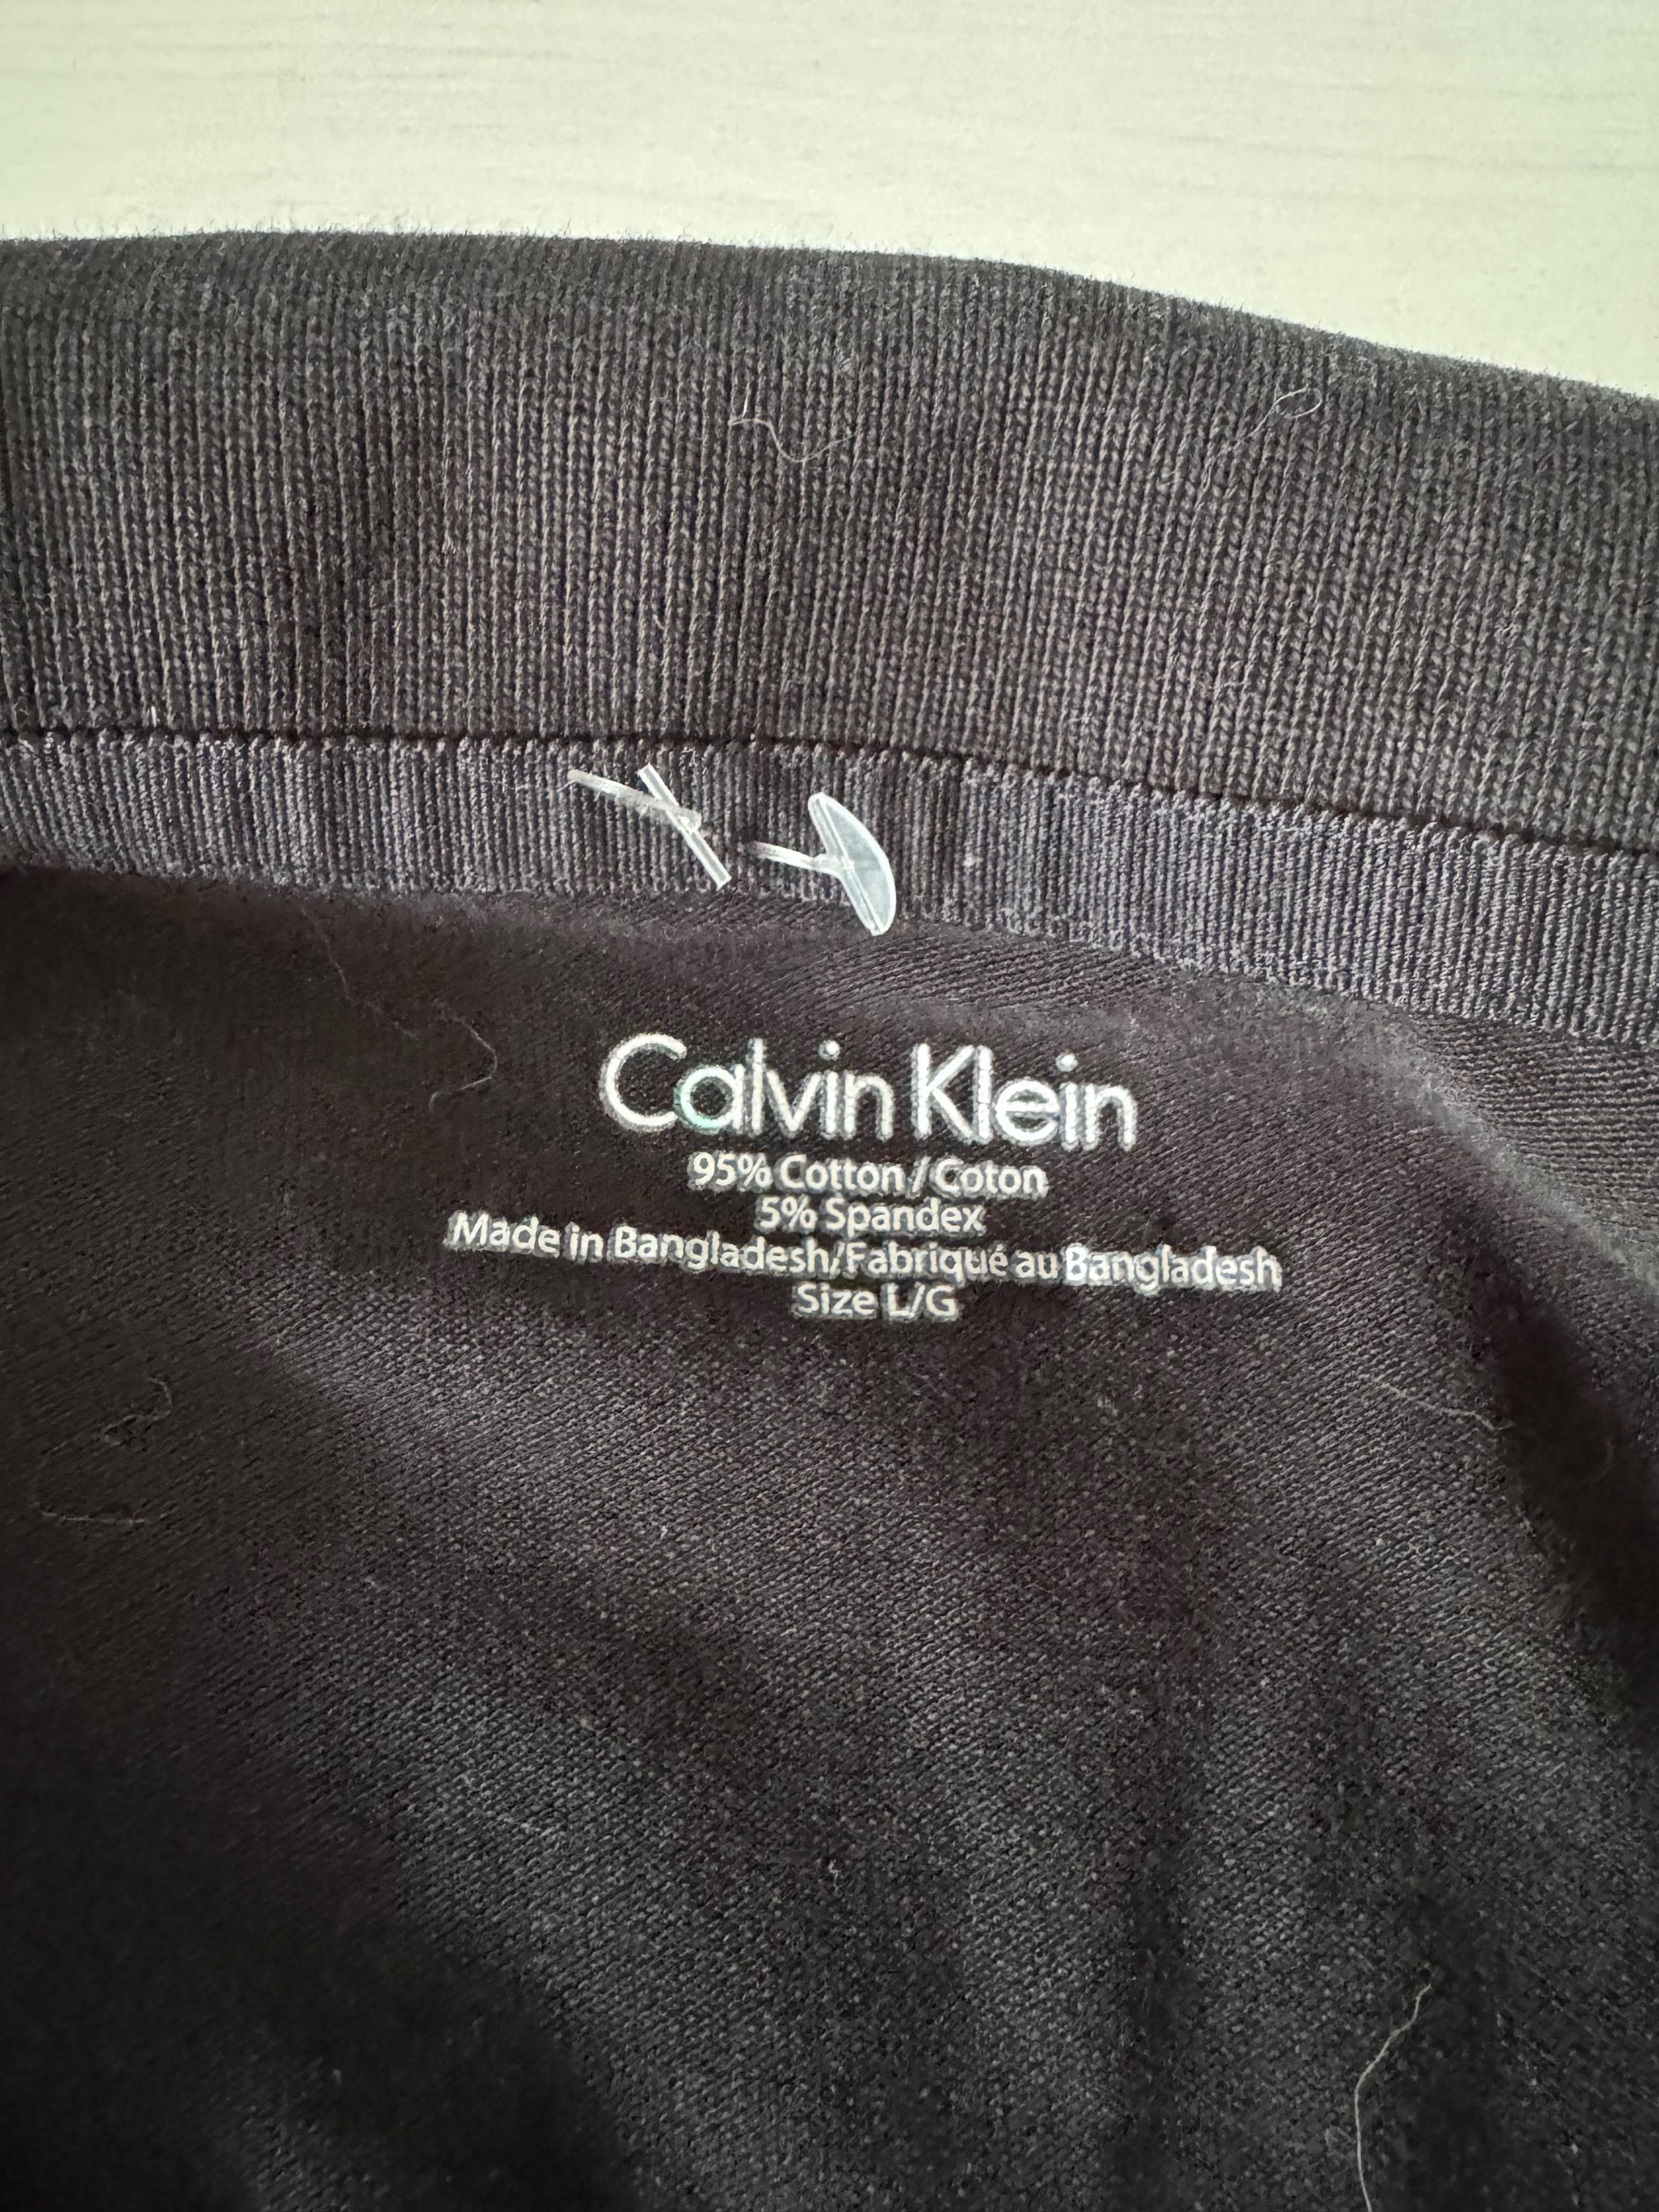 Calvin Klein
95% Cotton / Coton
5% Spandex
Made in Bangladesh/Fabriqué au Bangladesh
Size L/G